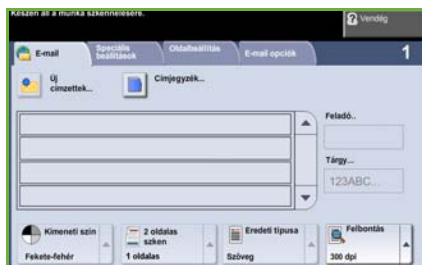 Készen áll a munka szkennelésére.
Vendég
E-mail
Speciális beállítások
Oldalbeállítás
E-mail opciók
1
Új címzettek...
Címjegyzék...
Feladó..
Tárgy...
123ABC...
Kimeneti szín
Fekete-fehér
2 oldalas szken
1 oldalas
Eredeti típusa
Szöveg
Felbontás
300 dpi